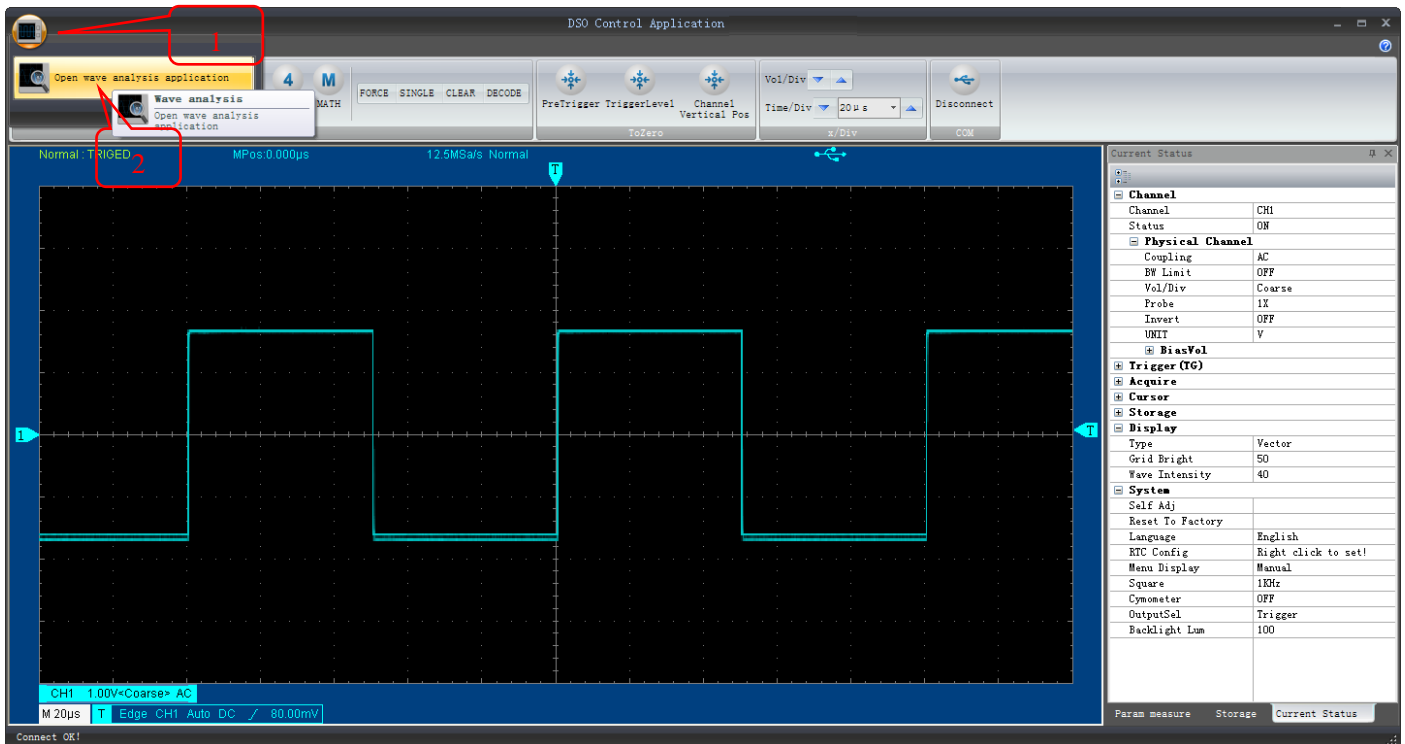 DSO Control Application
1
Open wave analysis application
4 M
MATH
FORCE SINGLE CLEAR DECODE
PreTrigger TriggerLevel Channel Vertical Pos
ToZero
Vol/Div
Time/Div 20μs
x/Div
Disconnect
COM
Wave analysis
Open wave analysis
application
2
Normal : TRIGED MPos:0.000μs 12.5MSa/s Normal
T
1
T
CH1 1.00V<Coarse> AC
M 20μs T Edge CH1 Auto DC 80.00mV
Current Status
Channel
Channel CH1
Status ON
Physical Channel
Coupling AC
BW Limit OFF
Vol/Div Coarse
Probe 1X
Invert OFF
UNIT V
BiasVol
Trigger(TG)
Acquire
Cursor
Storage
Display
Type Vector
Grid Bright 50
Wave Intensity 40
System
Self Adj
Reset To Factory
Language English
RTC Config Right click to set!
Menu Display Manual
Square 1KHz
Cymometer OFF
OutputSel Trigger
Backlight Lum 100
Param measure Storage Current Status
Connect OK!